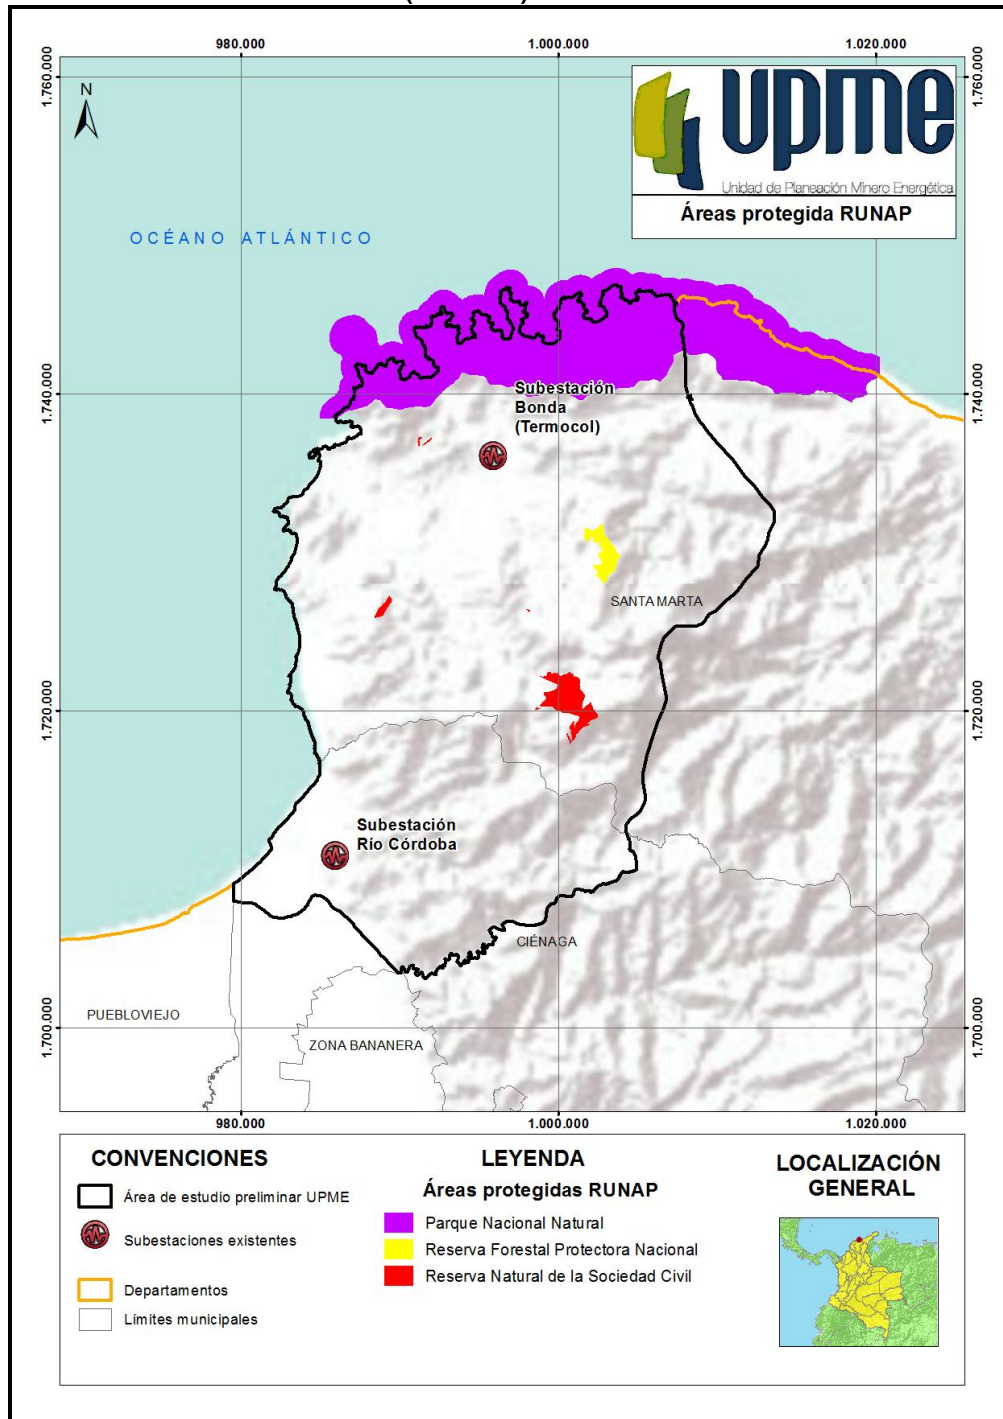 980.000
1.000.000
1.020.000
1.760.000
1.760.000
N
upme
Unidad de Planeación Minero Energética
Áreas protegida RUNAP
OCÉANO ATLÁNTICO
1.740.000
1.740.000
Subestación
Bonda
(Termocol)
SANTA MARTA
1.720.000
1.720.000
Subestación
Río Córdoba
CIÉNAGA
PUEBLOVIEJO
1.700.000
1.700.000
ZONA BANANERA
980.000
1.000.000
1.020.000
CONVENCIONES
Área de estudio preliminar UPME
Subestaciones existentes
Departamentos
Límites municipales
LEYENDA
Áreas protegidas RUNAP
Parque Nacional Natural
Reserva Forestal Protectora Nacional
Reserva Natural de la Sociedad Civil
LOCALIZACIÓN
GENERAL